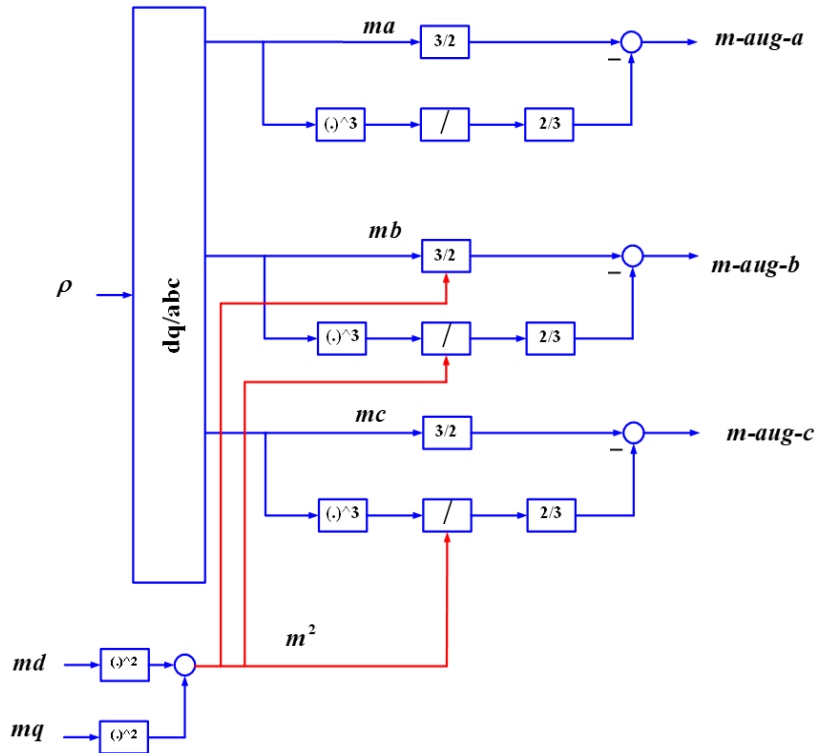 ma 3/2 m-aug-a
(.)^3 / 2/3
mb 3/2 m-aug-b
ρ dq/abc
(.)^3 / 2/3
mc 3/2 m-aug-c
(.)^3 / 2/3
m²
md (.)^2
mq (.)^2